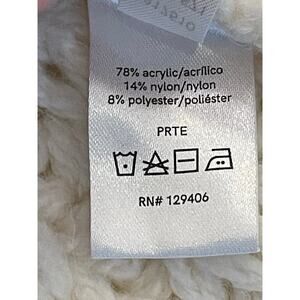 78% acrylic/acrílico
14% nylon/nylon
8% polyester/poliéster
PRTE
RN# 129406